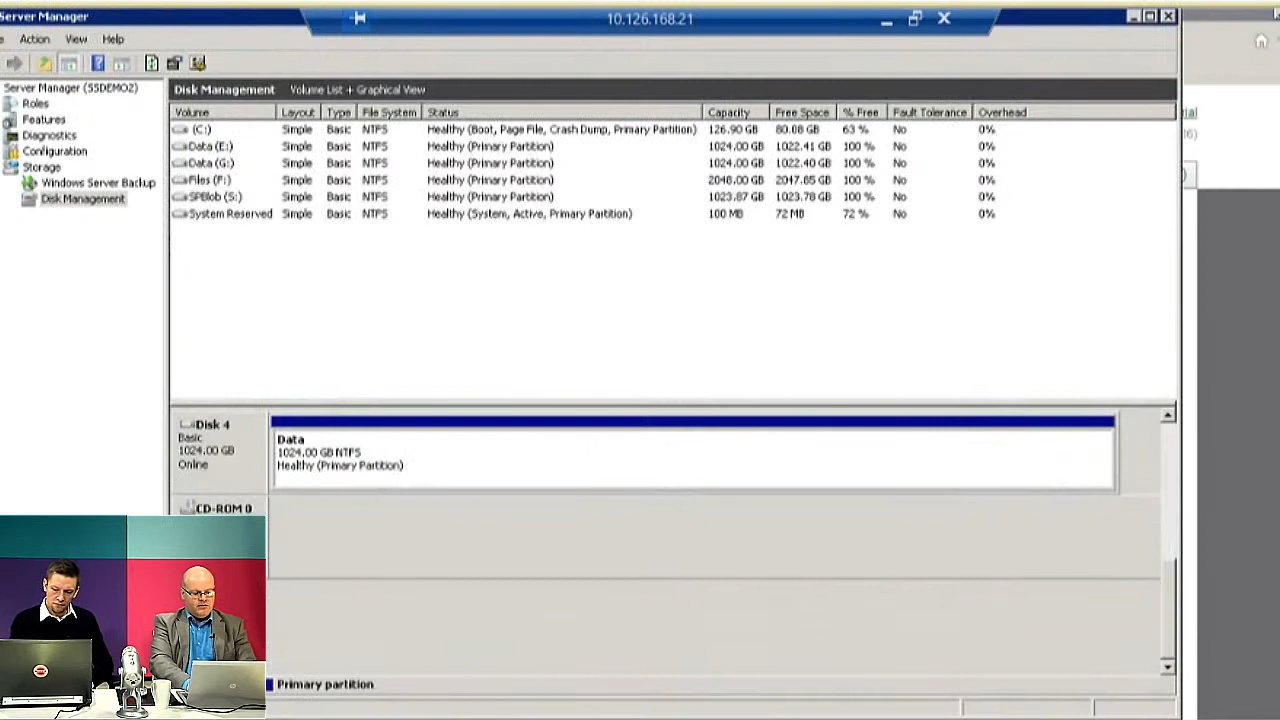 Server Manager
10.126.168.21
Action View Help
Server Manager (SSDEMO2)
Roles
Features
Diagnostics
Configuration
Storage
Windows Server Backup
Disk Management
Disk Management Volume List + Graphical View
Volume Layout Type File System Status Capacity Free Space % Free Fault Tolerance Overhead
(C:) Simple Basic NTFS Healthy (Boot, Page File, Crash Dump, Primary Partition) 126.90 GB 80.08 GB 63 % No 0%
Data (E:) Simple Basic NTFS Healthy (Primary Partition) 1024.00 GB 1022.41 GB 100 % No 0%
Data (G:) Simple Basic NTFS Healthy (Primary Partition) 1024.00 GB 1022.40 GB 100 % No 0%
Files (F:) Simple Basic NTFS Healthy (Primary Partition) 2048.00 GB 2047.85 GB 100 % No 0%
SPBlob (S:) Simple Basic NTFS Healthy (Primary Partition) 1023.87 GB 1023.78 GB 100 % No 0%
System Reserved Simple Basic NTFS Healthy (System, Active, Primary Partition) 100 MB 72 MB 72 % No 0%
Disk 4
Basic
1024.00 GB
Online
Data
1024.00 GB NTFS
Healthy (Primary Partition)
CD-ROM 0
Primary partition